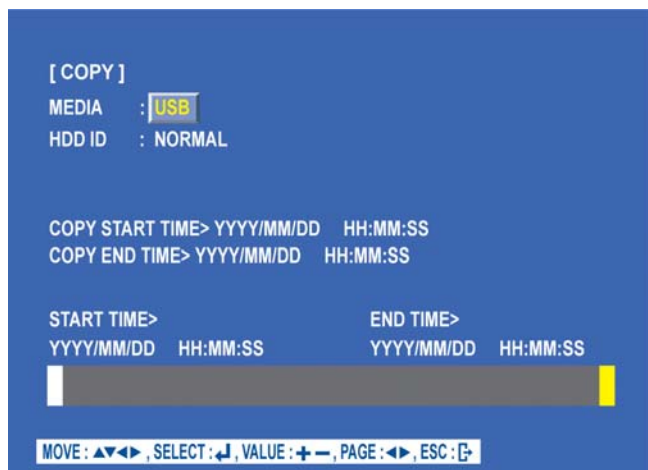 [ COPY ]
MEDIA : USB
HDD ID : NORMAL
COPY START TIME> YYYY/MM/DD HH:MM:SS
COPY END TIME> YYYY/MM/DD HH:MM:SS
START TIME> END TIME>
YYYY/MM/DD HH:MM:SS YYYY/MM/DD HH:MM:SS
MOVE : ▲▼◄► , SELECT : ↲ , VALUE : + − , PAGE : ◄► , ESC :